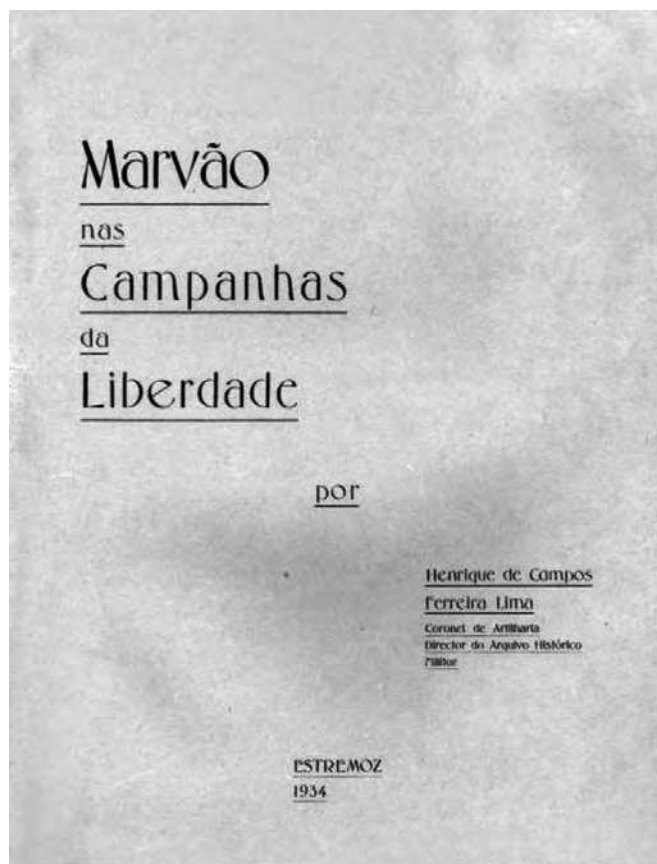 Marvão
nas
Campanhas
da
Liberdade
por
Henrique de Campos
Ferreira Lima
Coronel de Artilharia
Director do Arquivo Histórico
Militar
ESTREMOZ
1934